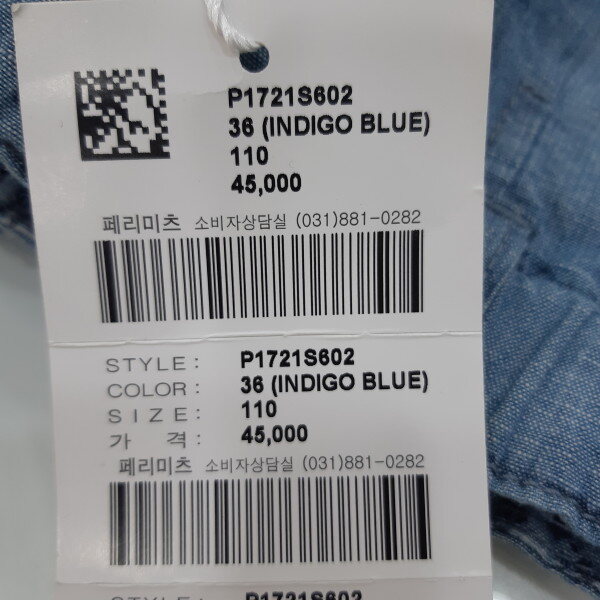 P1721S602
36 (INDIGO BLUE)
110
45,000
페리미츠 소비자상담실 (031)881-0282
STYLE : P1721S602
COLOR : 36 (INDIGO BLUE)
SIZE : 110
가 격 : 45,000
페리미츠 소비자상담실 (031)881-0282
P1721S602